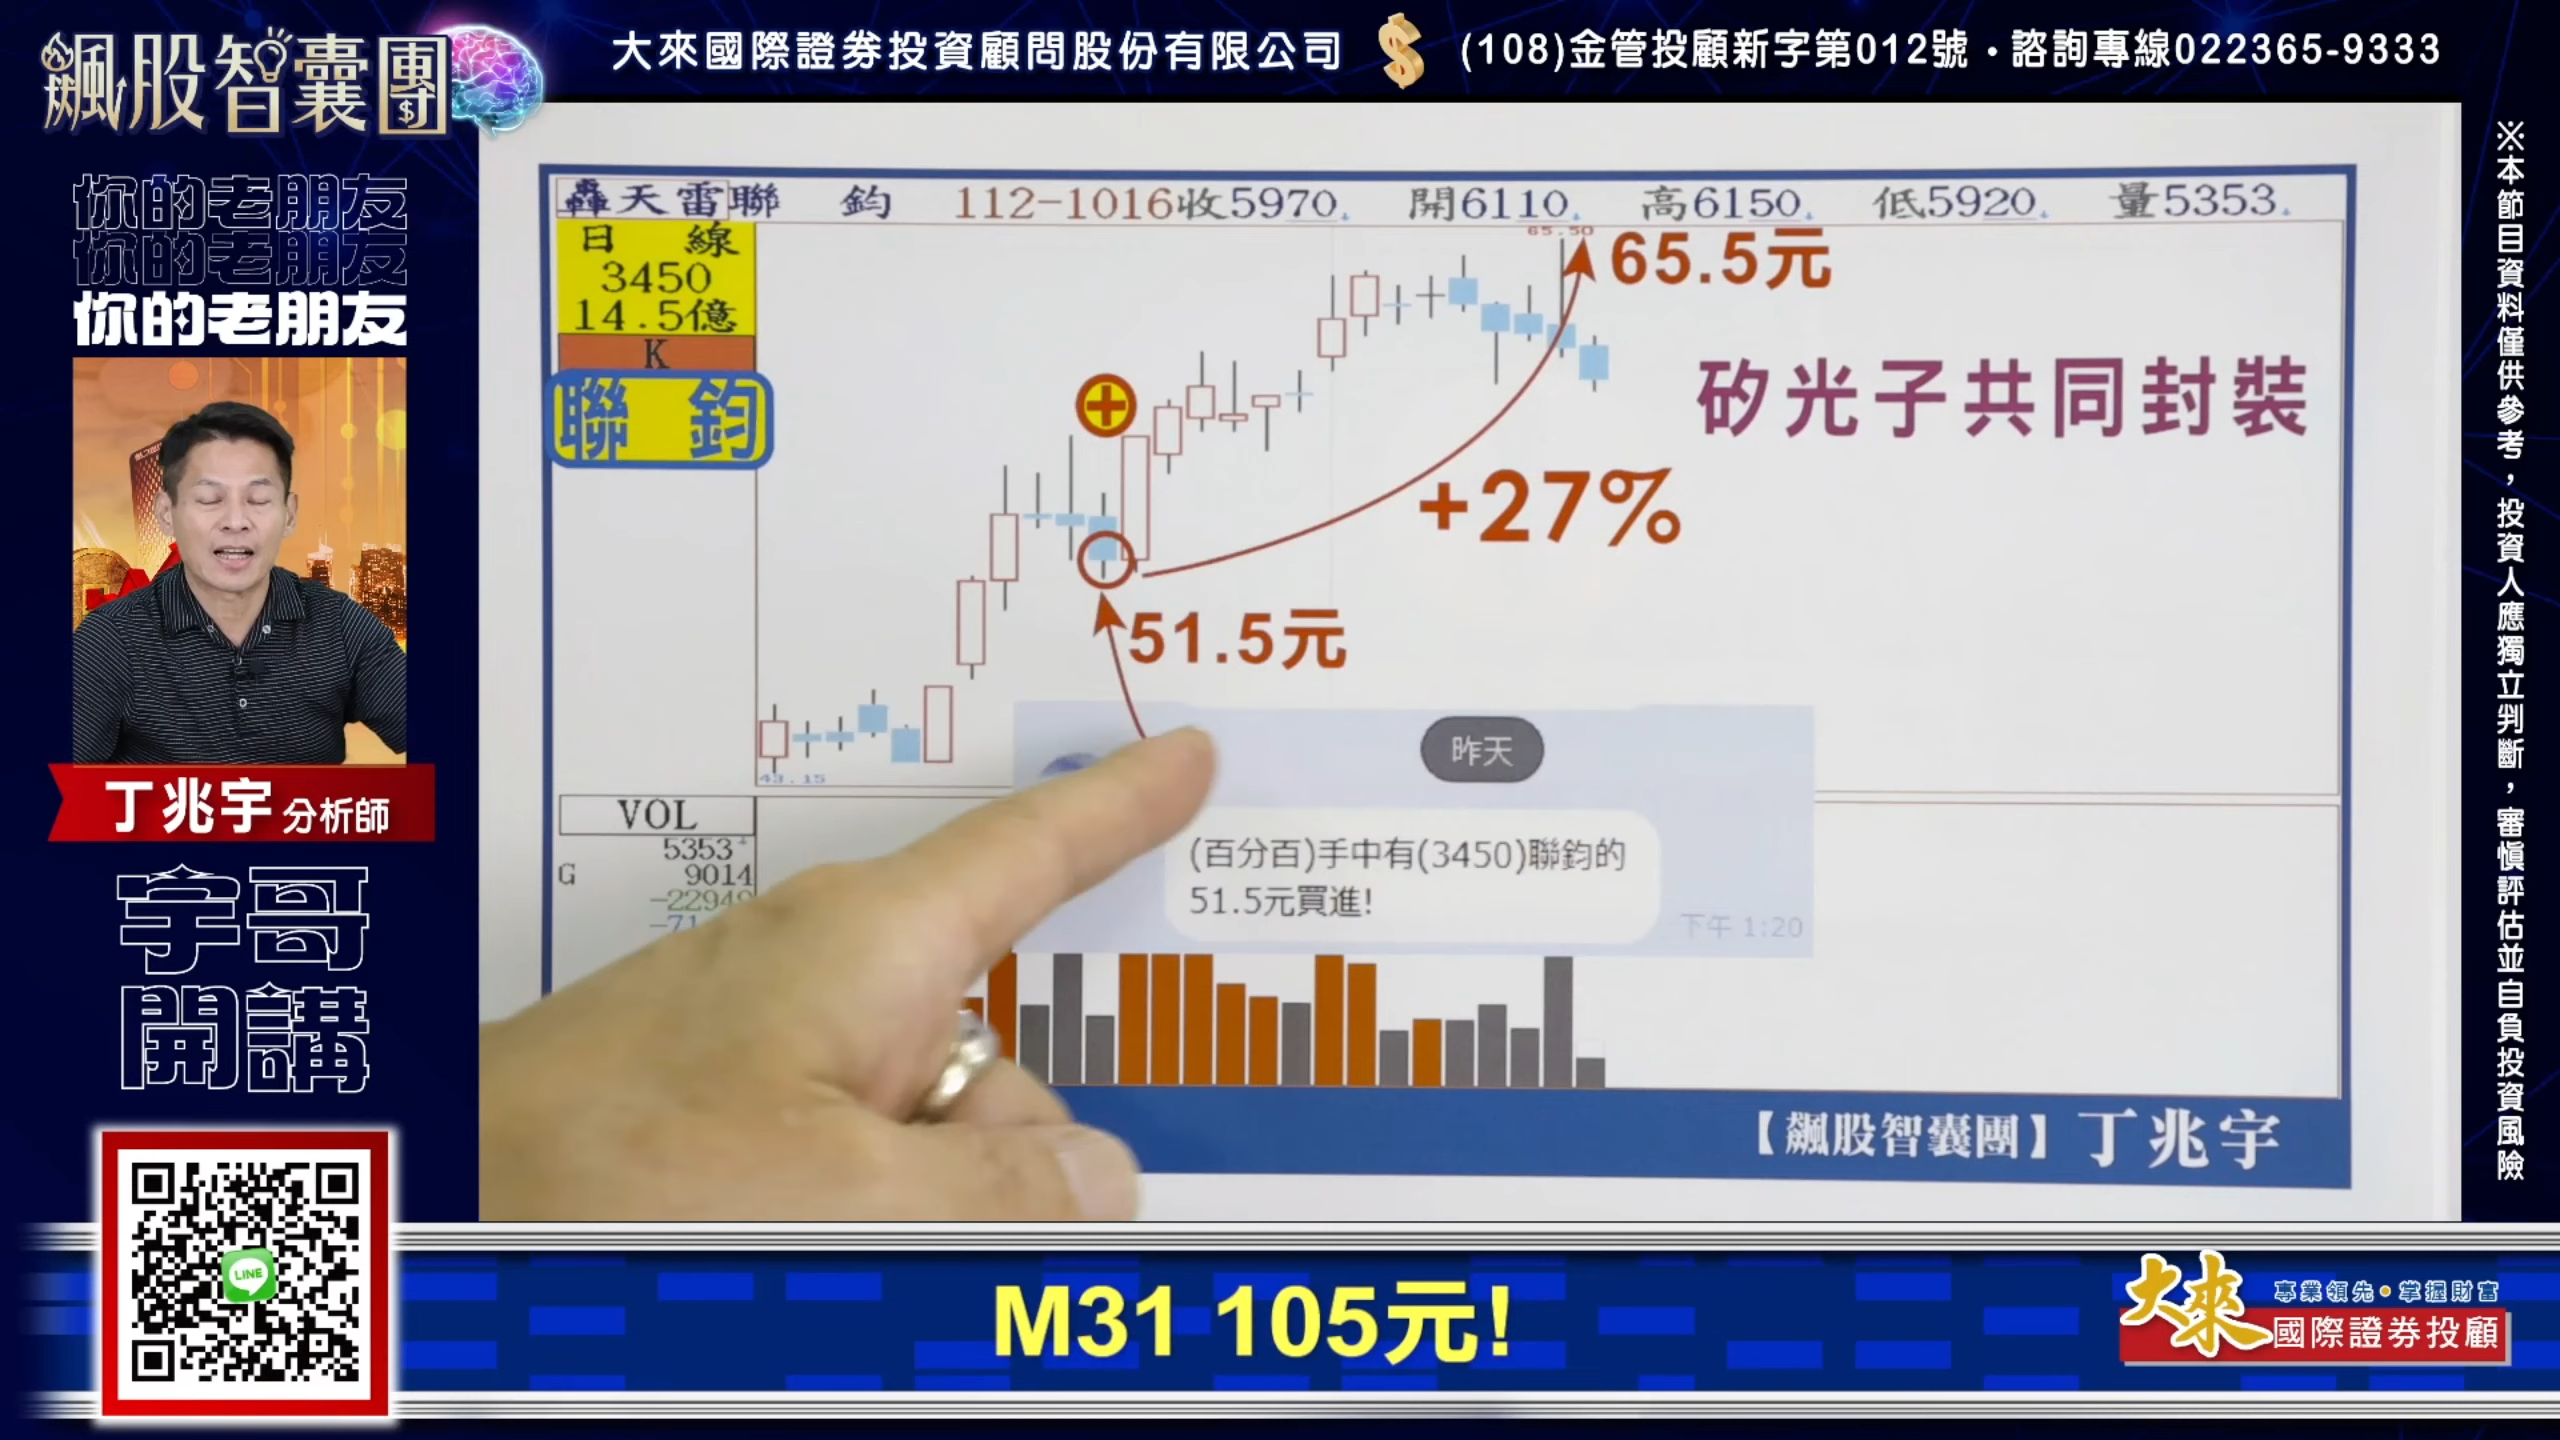 飆股智囊團
大來國際證券投資顧問股份有限公司
(108)金管投顧新字第012號・諮詢專線022365-9333
你的老朋友
你的老朋友
你的老朋友
丁兆宇 分析師
宇哥
開講
LINE
轟天雷聯 鈞 112-1016收5970 開6110 高6150 低5920 量5353
日 線
3450
14.5億
K
聯 鈞
65.50
65.5元
矽光子共同封裝
+27%
51.5元
43.15
昨天
(百分百)手中有(3450)聯鈞的
51.5元買進!
下午 1:20
VOL
5353
G 9014
-22949
-71
【飆股智囊團】丁兆宇
M31 105元!
大來
專業領先•掌握財富
國際證券投顧
※本節目資料僅供參考，投資人應獨立判斷，審慎評估並自負投資風險